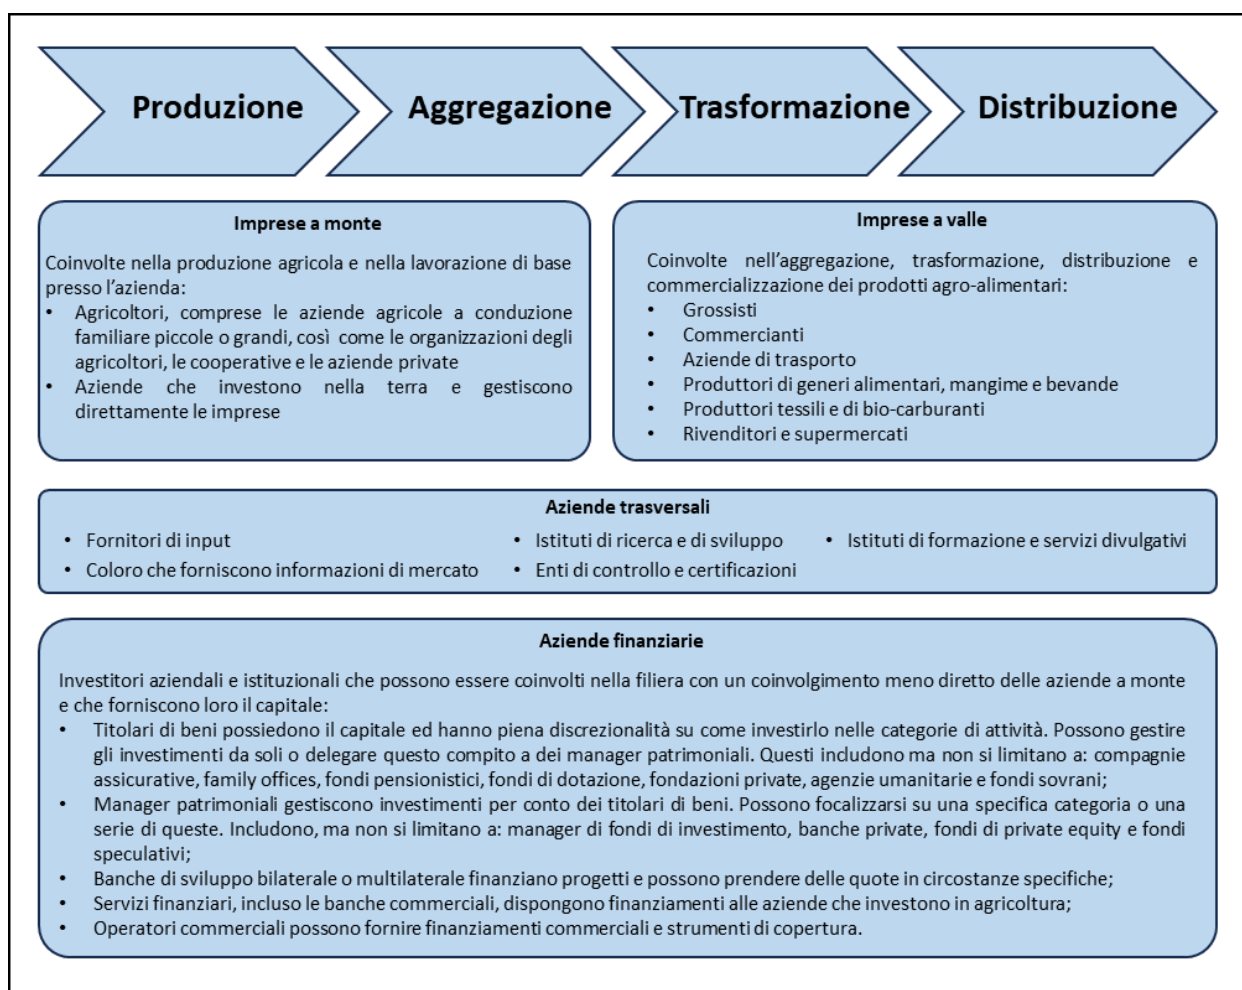 Produzione
Aggregazione
Trasformazione
Distribuzione
Imprese a monte
Coinvolte nella produzione agricola e nella lavorazione di base
presso l'azienda:
• Agricoltori, comprese le aziende agricole a conduzione
familiare piccole o grandi, così come le organizzazioni degli
agricoltori, le cooperative e le aziende private
• Aziende che investono nella terra e gestiscono
direttamente le imprese
Imprese a valle
Coinvolte nell'aggregazione, trasformazione, distribuzione e
commercializzazione dei prodotti agro-alimentari:
• Grossisti
• Commercianti
• Aziende di trasporto
• Produttori di generi alimentari, mangime e bevande
• Produttori tessili e di bio-carburanti
• Rivenditori e supermercati
Aziende trasversali
• Fornitori di input
• Coloro che forniscono informazioni di mercato
• Istituti di ricerca e di sviluppo
• Enti di controllo e certificazioni
• Istituti di formazione e servizi divulgativi
Aziende finanziarie
Investitori aziendali e istituzionali che possono essere coinvolti nella filiera con un coinvolgimento meno diretto delle aziende a monte
e che forniscono loro il capitale:
• Titolari di beni possiedono il capitale ed hanno piena discrezionalità su come investirlo nelle categorie di attività. Possono gestire
gli investimenti da soli o delegare questo compito a dei manager patrimoniali. Questi includono ma non si limitano a: compagnie
assicurative, family offices, fondi pensionistici, fondi di dotazione, fondazioni private, agenzie umanitarie e fondi sovrani;
• Manager patrimoniali gestiscono investimenti per conto dei titolari di beni. Possono focalizzarsi su una specifica categoria o una
serie di queste. Includono, ma non si limitano a: manager di fondi di investimento, banche private, fondi di private equity e fondi
speculativi;
• Banche di sviluppo bilaterale o multilaterale finanziano progetti e possono prendere delle quote in circostanze specifiche;
• Servizi finanziari, incluso le banche commerciali, dispongono finanziamenti alle aziende che investono in agricoltura;
• Operatori commerciali possono fornire finanziamenti commerciali e strumenti di copertura.